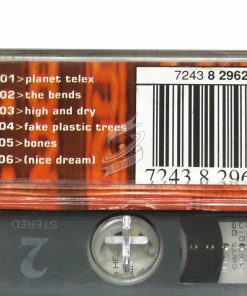 7243 8 2962
01>planet telex
02>the bends
03>high and dry
04>fake plastic trees
05>bones
06>(nice dream)
7243 8 2962
2
STEREO